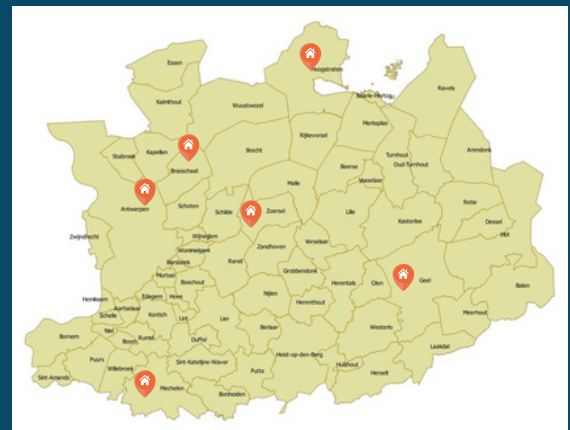 Essen
Hoogstraten
Ravels
Kalmthout
Wuustwezel
Baarle-Hertog
Merksplas
Rijkevorsel
Stabroek
Kapellen
Brecht
Turnhout
Arendonk
Brasschaat
Beerse
Oud-Turnhout
Malle
Vosselaar
Retie
Antwerpen
Schoten
Schilde
Zoersel
Lille
Kasterlee
Dessel
Mol
Zwijndrecht
Wijnegem
Zandhoven
Vorselaar
Wommelgem
Borsbeek
Ranst
Grobbendonk
Mortsel
Boechout
Herentals
Olen
Geel
Balen
Hemiksem
Edegem
Hove
Nijlen
Herenthout
Aartselaar
Schelle
Kontich
Lint
Lier
Meerhout
Niel
Berlaar
Westerlo
Bornem
Boom
Rumst
Duffel
Laakdal
Puurs
Sint-Katelijne-Waver
Heist-op-den-Berg
Willebroek
Putte
Hulshout
Herselt
Sint-Amands
Mechelen
Bonheiden